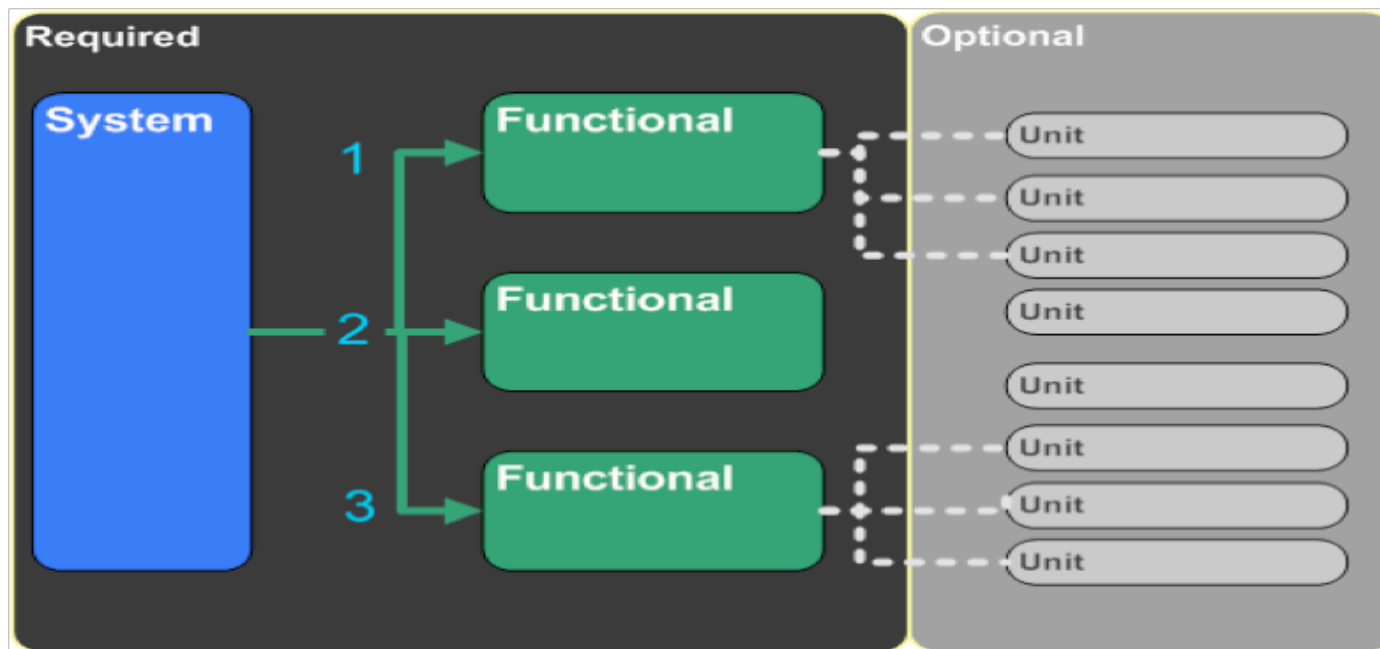 Required
Optional
System
1
2
3
Functional
Functional
Functional
Unit
Unit
Unit
Unit
Unit
Unit
Unit
Unit